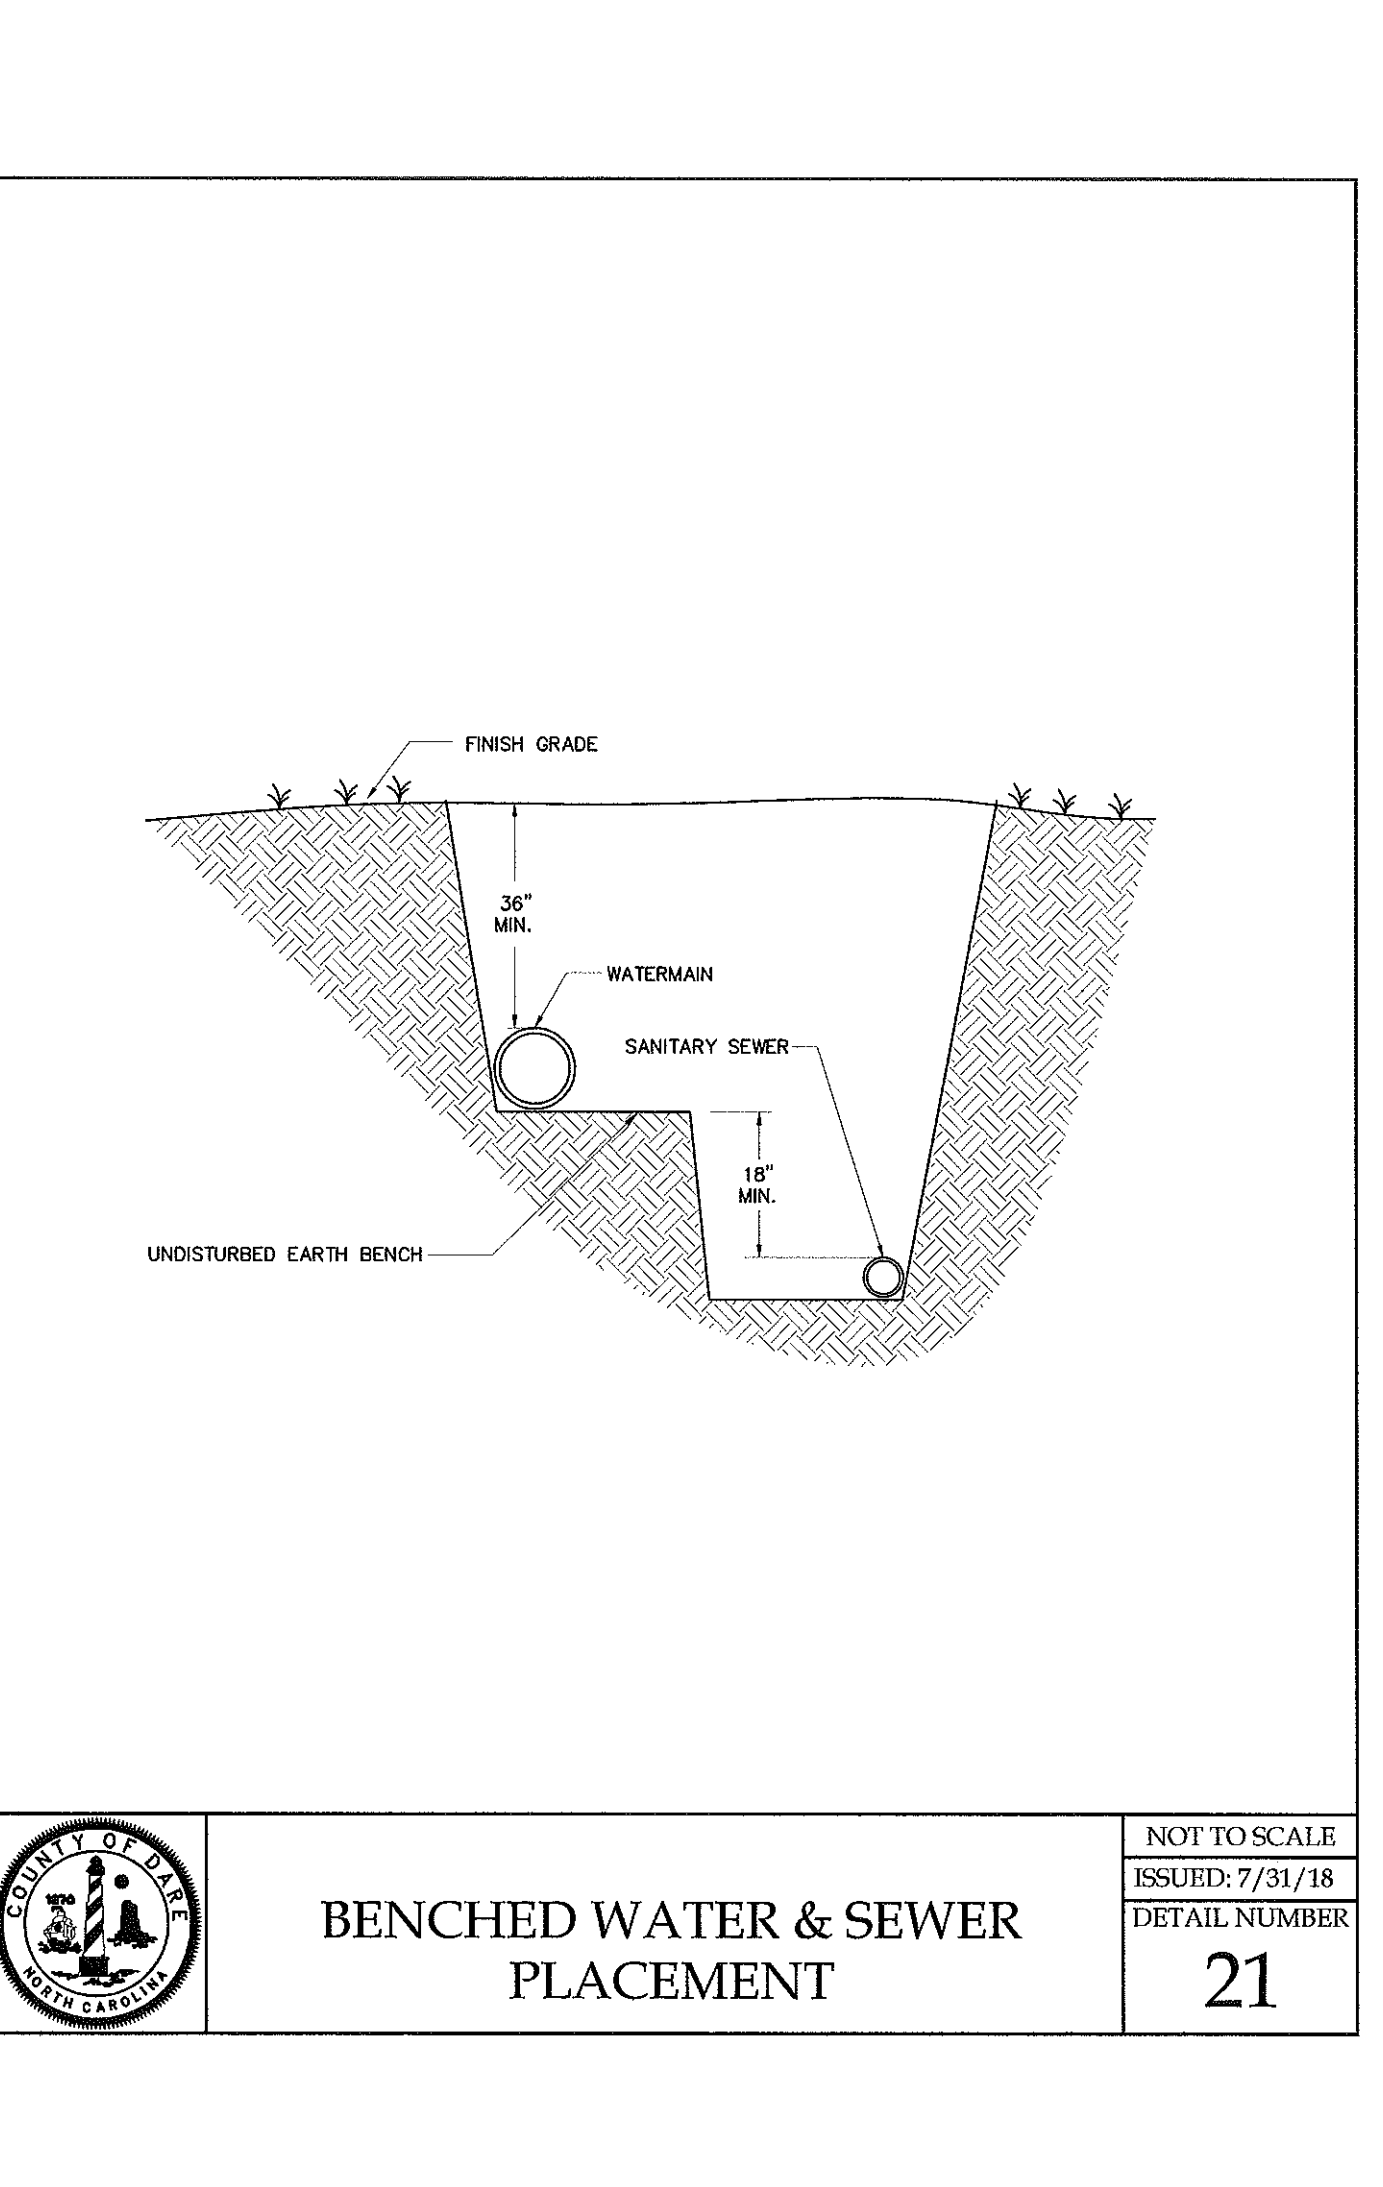 FINISH GRADE
36"
MIN.
WATERMAIN
SANITARY SEWER
18"
MIN.
UNDISTURBED EARTH BENCH
COUNTY OF DARE
1870
NORTH CAROLINA
BENCHED WATER & SEWER
PLACEMENT
NOT TO SCALE
ISSUED: 7/31/18
DETAIL NUMBER
21